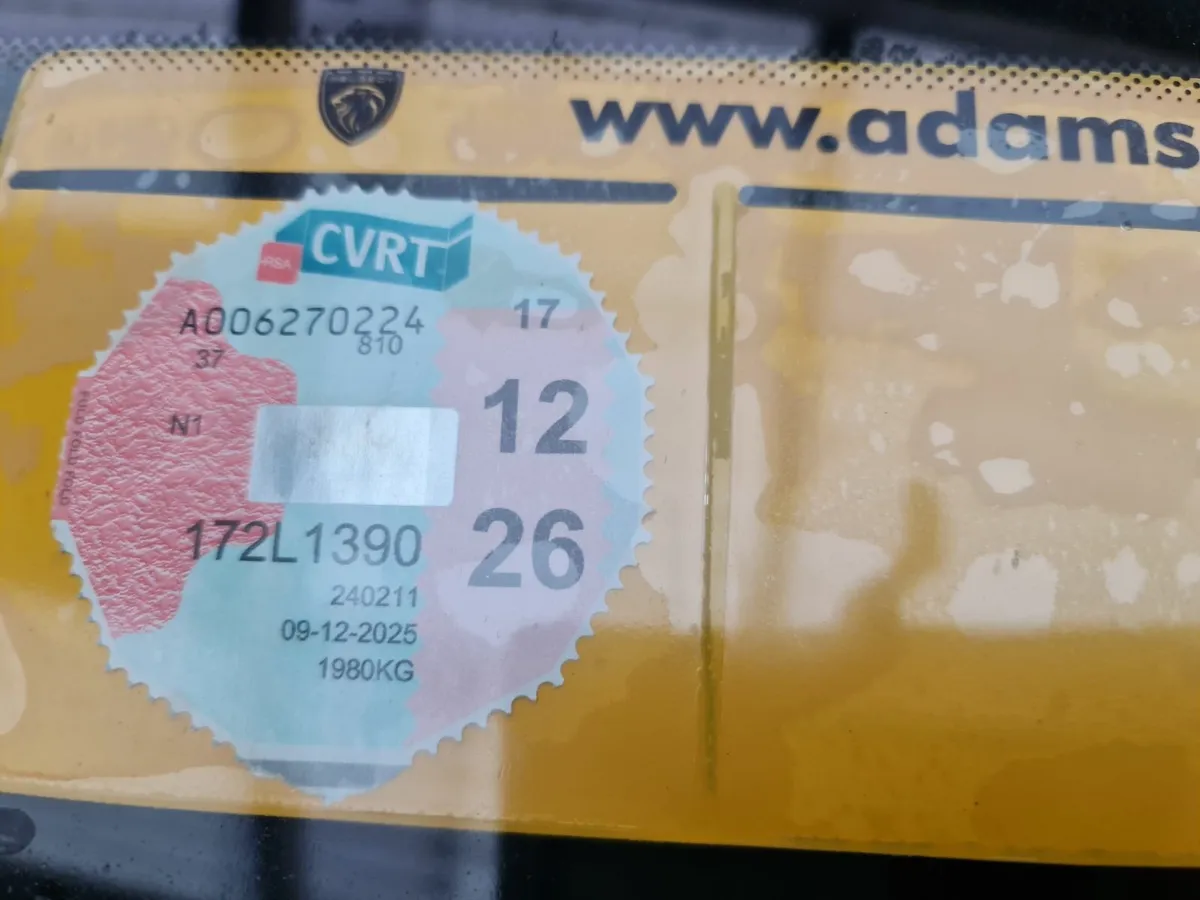 www.adams
CVRT
RSA
A006270224
17
810
37
12
N1
172L1390
26
240211
09-12-2025
1980KG